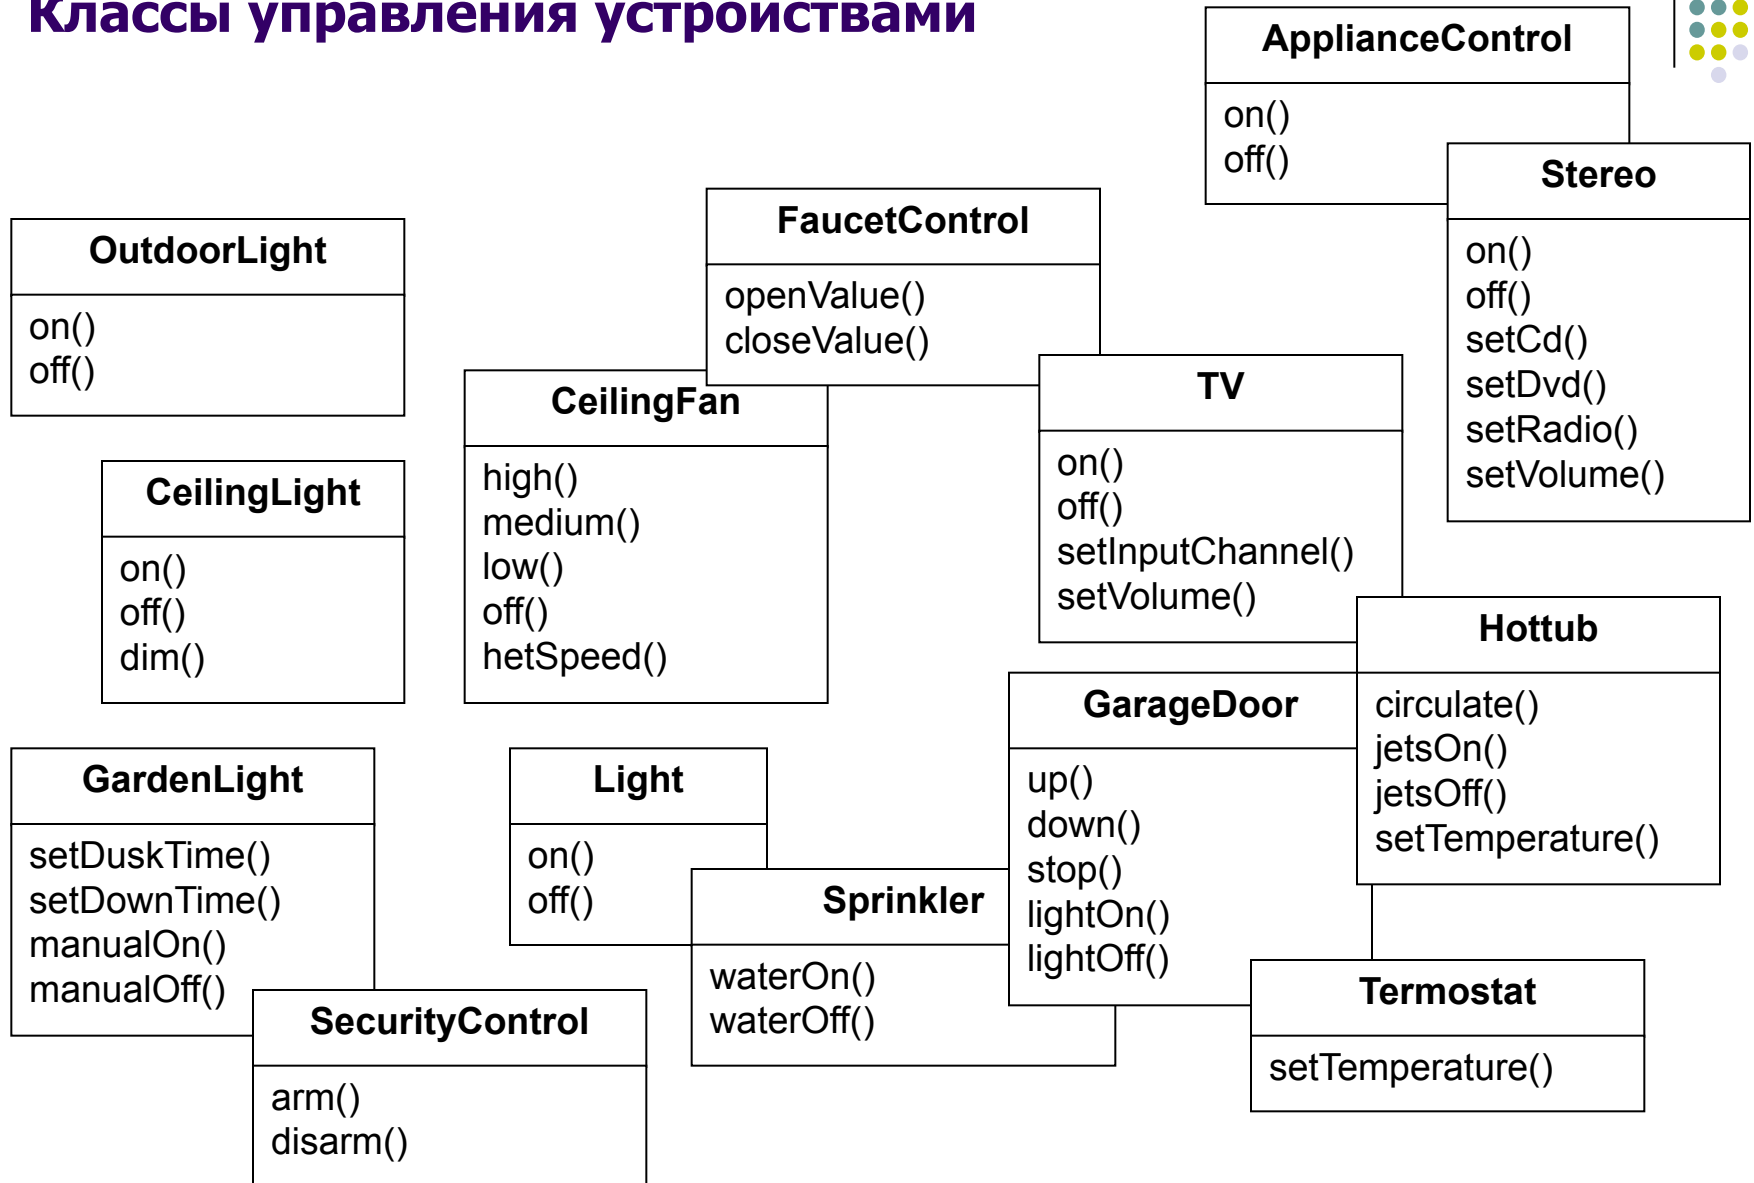 Классы управления устройствами
ApplianceControl
on()
off()
Stereo
on()
off()
setCd()
setDvd()
setRadio()
setVolume()
FaucetControl
openValue()
closeValue()
OutdoorLight
on()
off()
CeilingFan
high()
medium()
low()
off()
hetSpeed()
TV
on()
off()
setInputChannel()
setVolume()
CeilingLight
on()
off()
dim()
Hottub
circulate()
jetsOn()
jetsOff()
setTemperature()
GarageDoor
up()
down()
stop()
lightOn()
lightOff()
GardenLight
setDuskTime()
setDownTime()
manualOn()
manualOff()
Light
on()
off()
Sprinkler
waterOn()
waterOff()
Termostat
setTemperature()
SecurityControl
arm()
disarm()